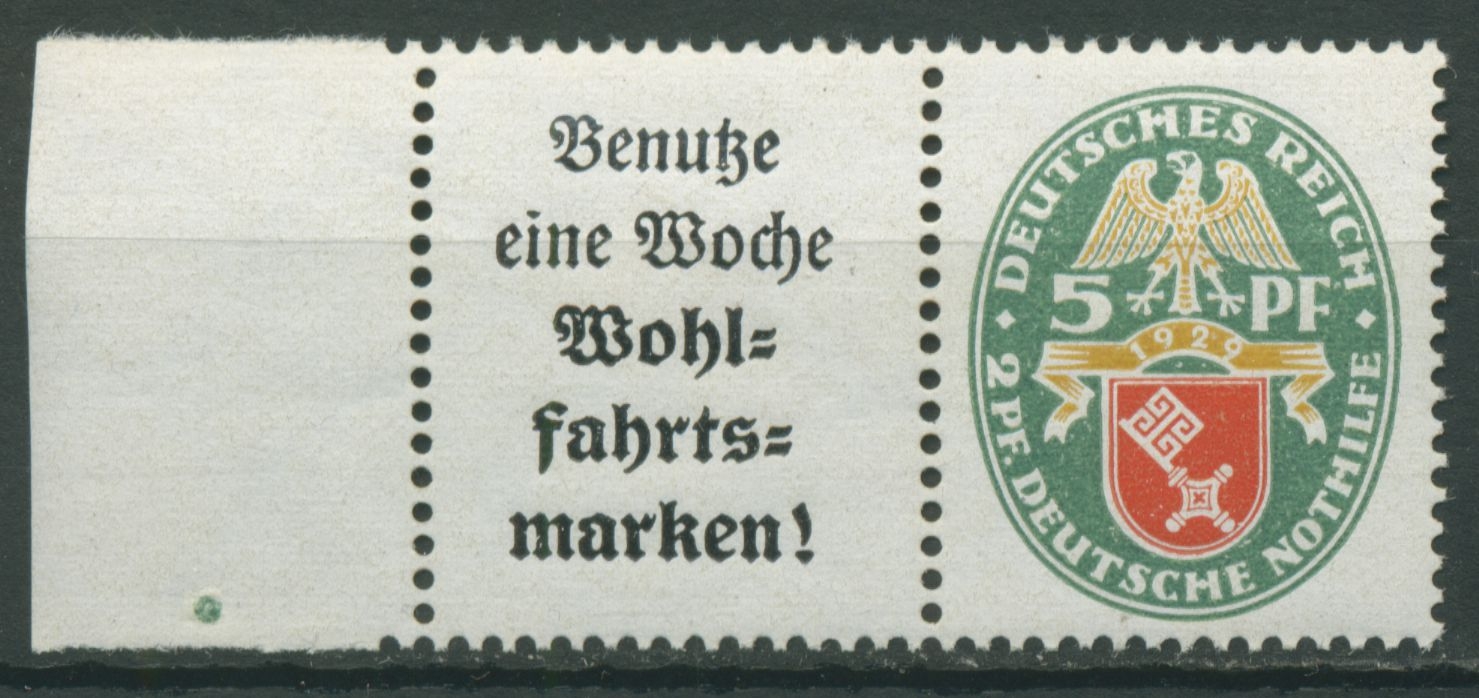 Benutze
eine Woche
Wohl-
fahrts-
marken!
DEUTSCHES REICH
5 PF
1929
2 PF. DEUTSCHE NOTHILFE